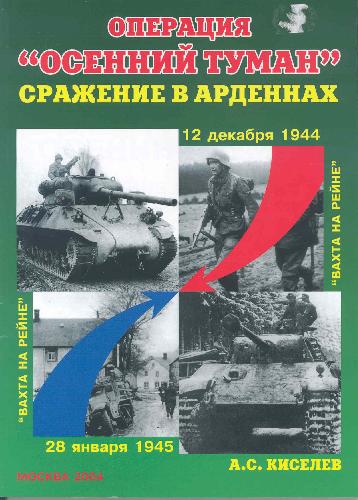 ОПЕРАЦИЯ
“ОСЕННИЙ ТУМАН”
СРАЖЕНИЕ В АРДЕННАХ
12 декабря 1944
“ВАХТА НА РЕЙНЕ”
“ВАХТА НА РЕЙНЕ”
28 января 1945
А.С. КИСЕЛЕВ
МОСКВА 2004